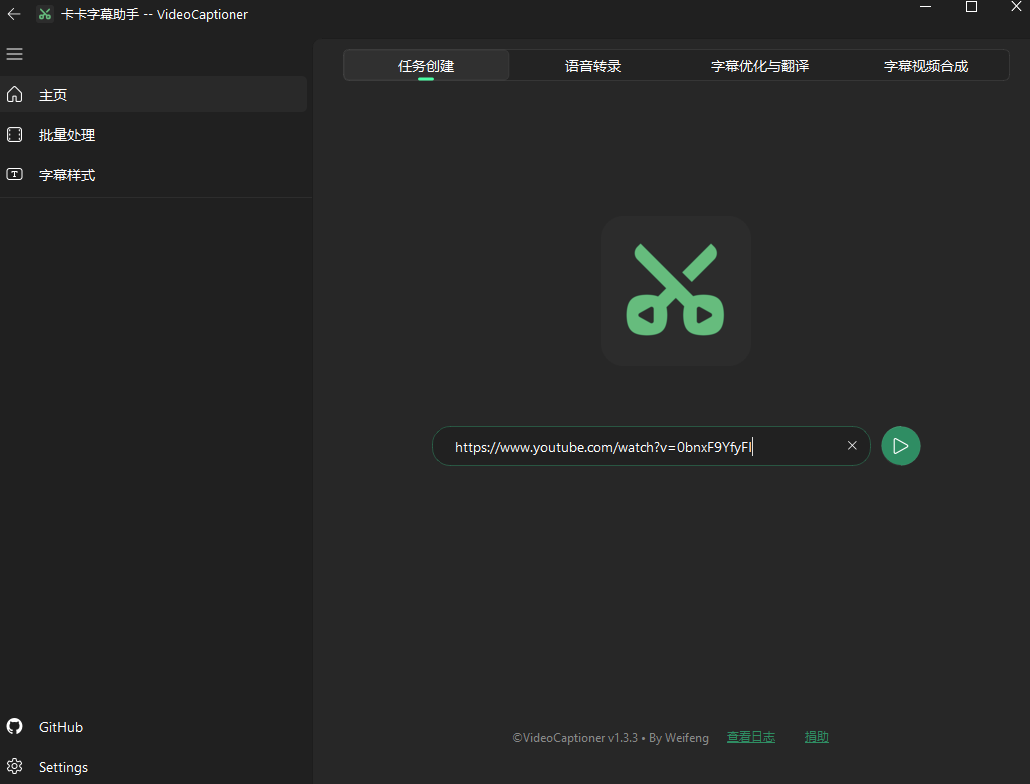 卡卡字幕助手 -- VideoCaptioner
主页
批量处理
字幕样式
任务创建
语音转录
字幕优化与翻译
字幕视频合成
https://www.youtube.com/watch?v=0bnxF9YfyFI
©VideoCaptioner v1.3.3 • By Weifeng
查看日志
捐助
GitHub
Settings